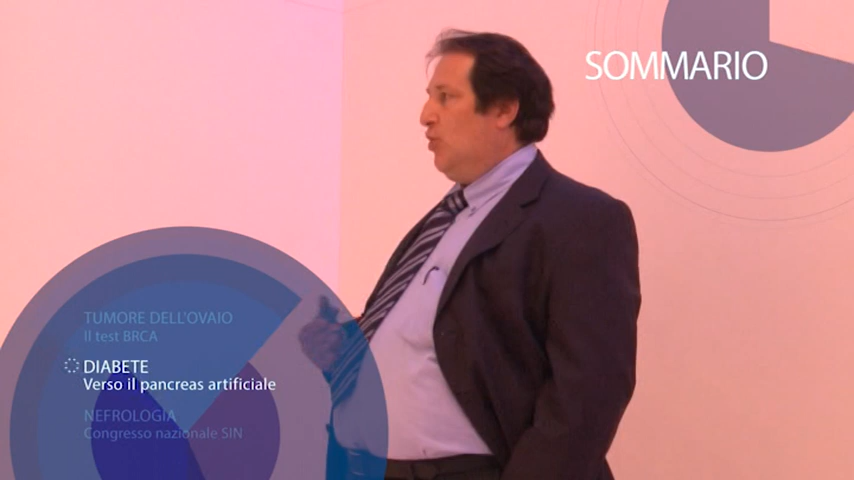 SOMMARIO
TUMORE DELL'OVAIO
Il test BRCA
DIABETE
Verso il pancreas artificiale
NEFROLOGIA
Congresso nazionale SIN